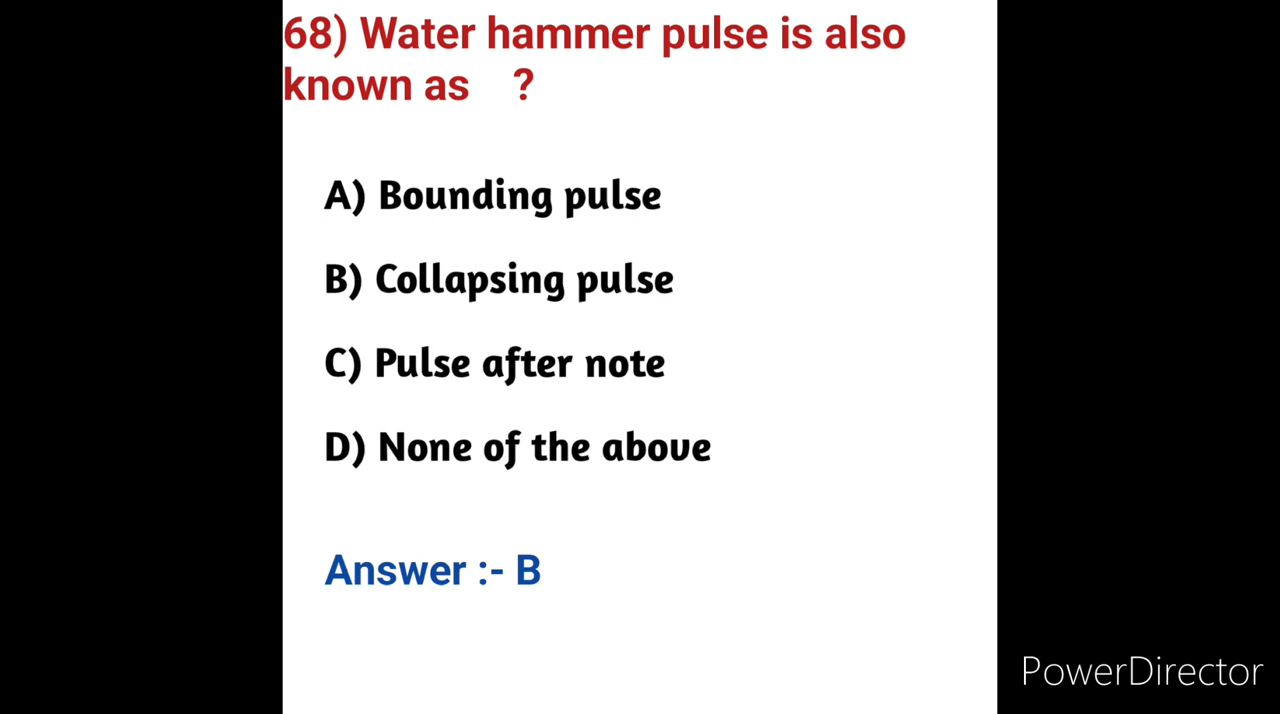 68) Water hammer pulse is also
known as ?
A) Bounding pulse
B) Collapsing pulse
C) Pulse after note
D) None of the above
Answer :- B
PowerDirector